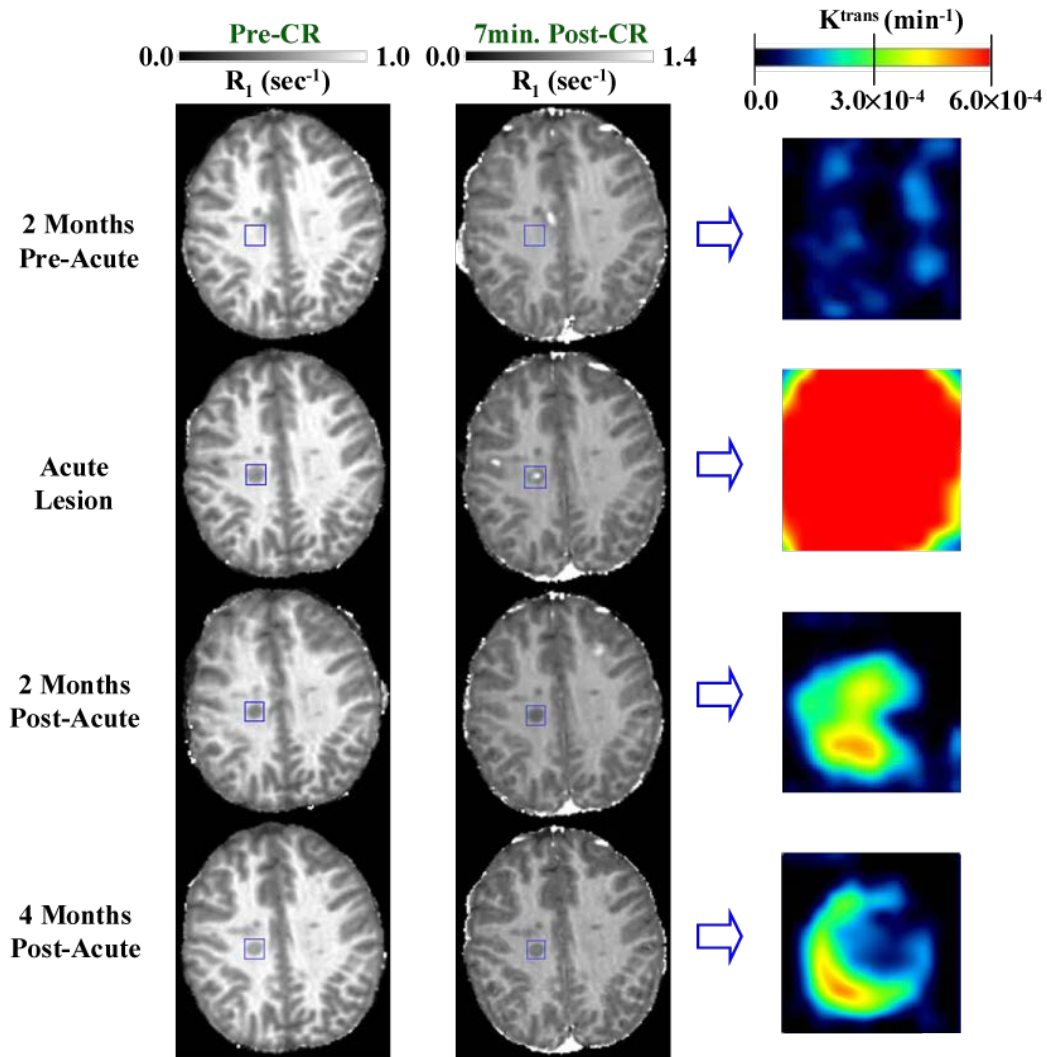 Pre-CR
0.0 1.0
R₁ (sec⁻¹)
7min. Post-CR
0.0 1.4
R₁ (sec⁻¹)
Kᵗʳᵃⁿˢ (min⁻¹)
0.0 3.0×10⁻⁴ 6.0×10⁻⁴
2 Months
Pre-Acute
Acute
Lesion
2 Months
Post-Acute
4 Months
Post-Acute